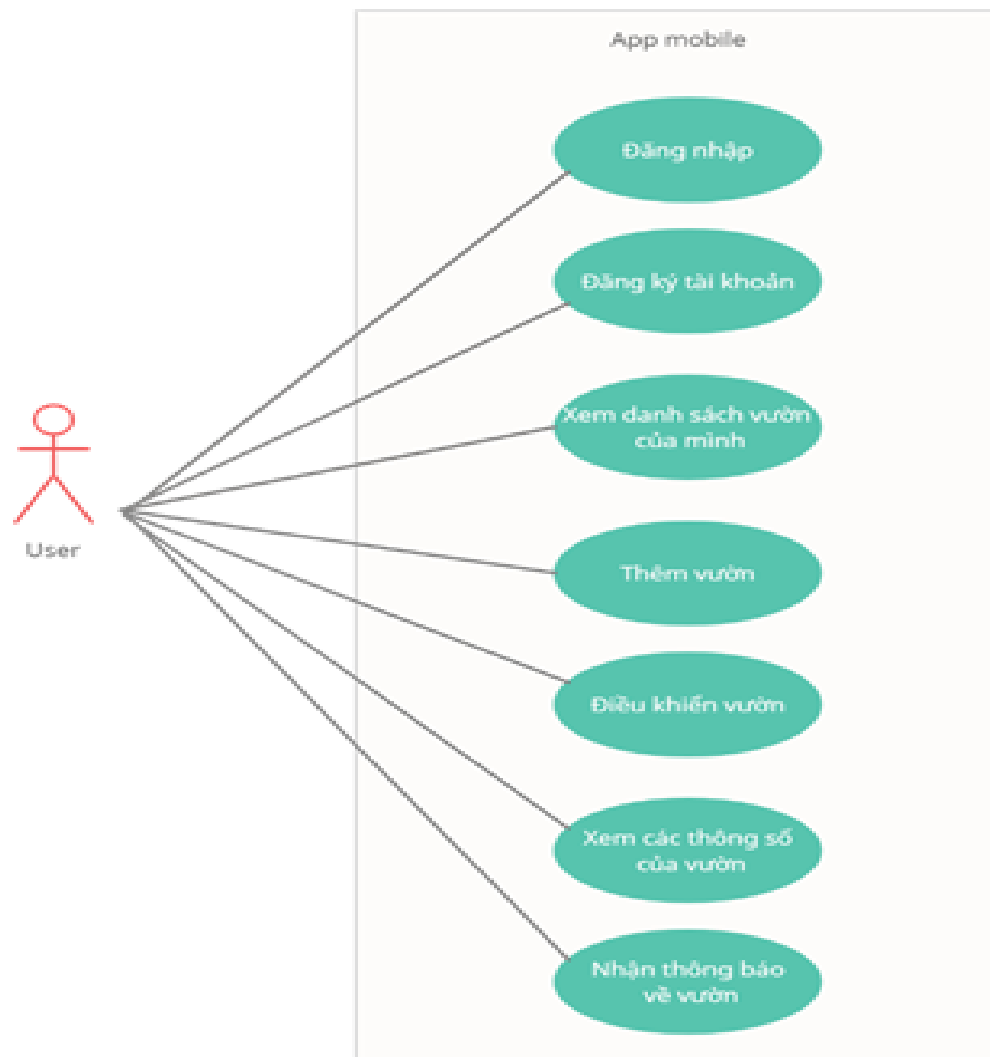 App mobile
Đăng nhập
Đăng ký tài khoản
Xem danh sách vườn
của mình
User
Thêm vườn
Điều khiển vườn
Xem các thông số
của vườn
Nhận thông báo
về vườn